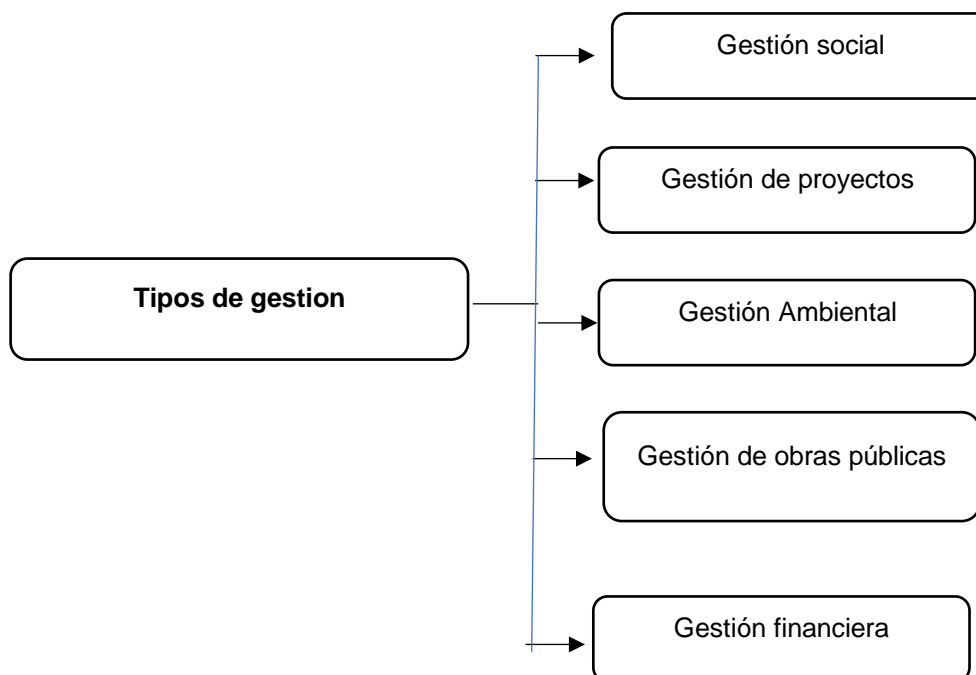 Gestión social
Gestión de proyectos
Tipos de gestion
Gestión Ambiental
Gestión de obras públicas
Gestión financiera